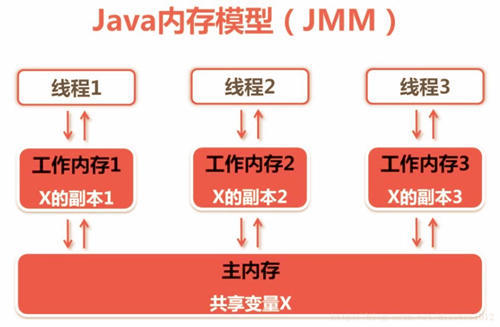 Java内存模型（JMM）
线程1
线程2
线程3
工作内存1
X的副本1
工作内存2
X的副本2
工作内存3
X的副本3
主内存
共享变量X